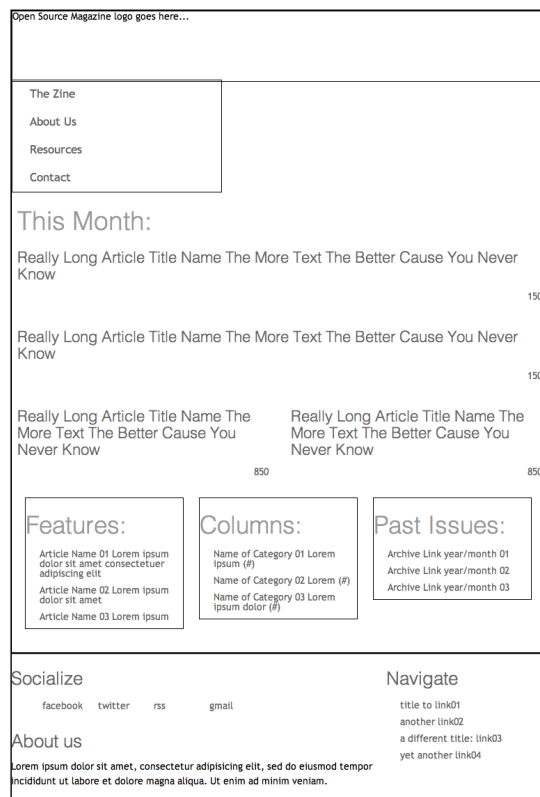 Open Source Magazine logo goes here...
The Zine
About Us
Resources
Contact
This Month:
Really Long Article Title Name The More Text The Better Cause You Never
Know
150
Really Long Article Title Name The More Text The Better Cause You Never
Know
150
Really Long Article Title Name The
More Text The Better Cause You
Never Know
850
Really Long Article Title Name The
More Text The Better Cause You
Never Know
850
Features:
Article Name 01 Lorem ipsum
dolor sit amet consectetuer
adipiscing elit
Article Name 02 Lorem ipsum
dolor sit amet
Article Name 03 Lorem ipsum
Columns:
Name of Category 01 Lorem
ipsum (#)
Name of Category 02 Lorem (#)
Name of Category 03 Lorem
ipsum dolor (#)
Past Issues:
Archive Link year/month 01
Archive Link year/month 02
Archive Link year/month 03
Socialize
facebook twitter rss gmail
About us
Lorem ipsum dolor sit amet, consectetur adipisicing elit, sed do eiusmod tempor
incididunt ut labore et dolore magna aliqua. Ut enim ad minim veniam.
Navigate
title to link01
another link02
a different title: link03
yet another link04